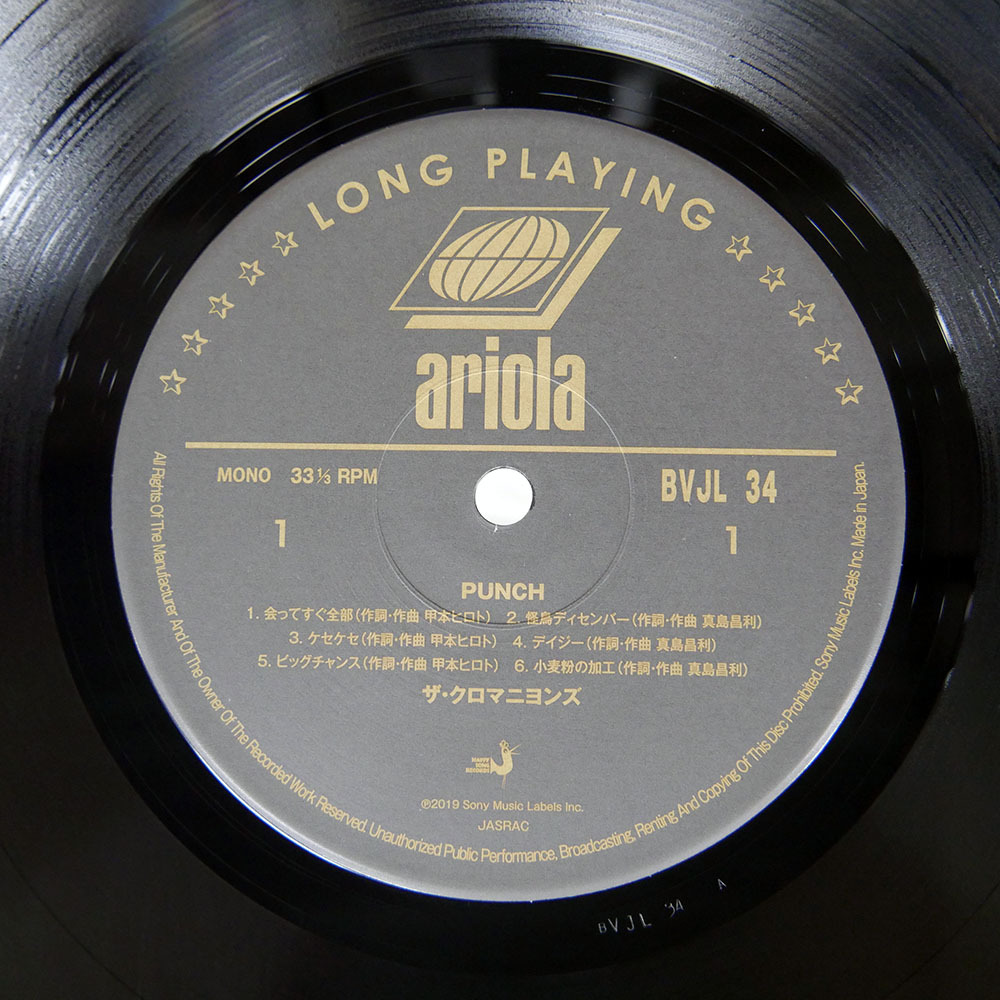 LONG PLAYING
ariola
MONO 33⅓ RPM
BVJL 34
1
1
PUNCH
1. 会ってすぐ全部(作詞・作曲 甲本ヒロト) 2. 怪鳥ディセンバー(作詞・作曲 真島昌利)
3. ケセケセ(作詞・作曲 甲本ヒロト) 4. デイジー(作詞・作曲 真島昌利)
5. ビッグチャンス(作詞・作曲 甲本ヒロト) 6. 小麦粉の加工(作詞・作曲 真島昌利)
ザ・クロマニヨンズ
HAPPY
SONG
RECORDS
℗2019 Sony Music Labels Inc.
JASRAC
All Rights Of The Manufacturer And Of The Owner Of The Recorded Work Reserved. Unauthorized Public Performance, Broadcasting, Renting And Copying Of This Disc Prohibited. Sony Music Labels Inc. Made in Japan.
BVJL 34 A